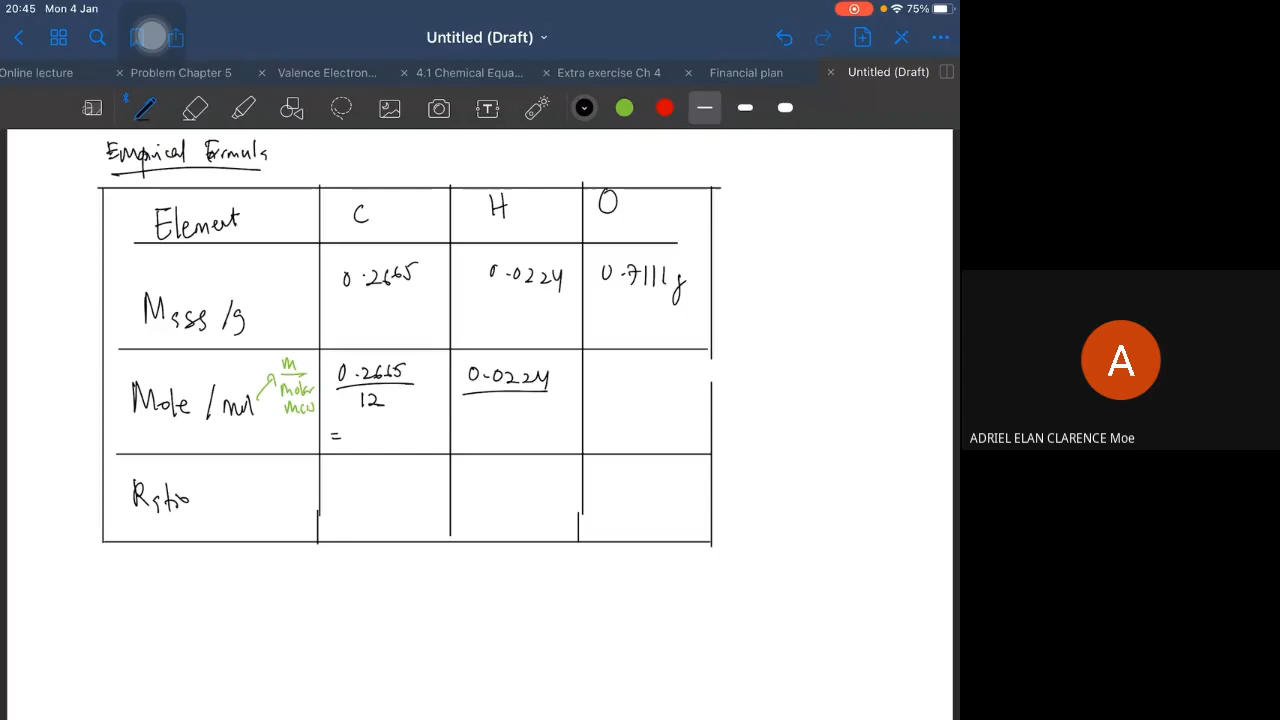 20:45 Mon 4 Jan
75%
Untitled (Draft)
Online lecture
Problem Chapter 5
Valence Electron...
4.1 Chemical Equa...
Extra exercise Ch 4
Financial plan
Untitled (Draft)
Empirical Formula
Element C H O
Mass /g 0.2665 0.0224 0.7111 g
Mole / mol
m
molar
mass
0.2665
12
=
0.0224
Ratio
A
ADRIEL ELAN CLARENCE Moe